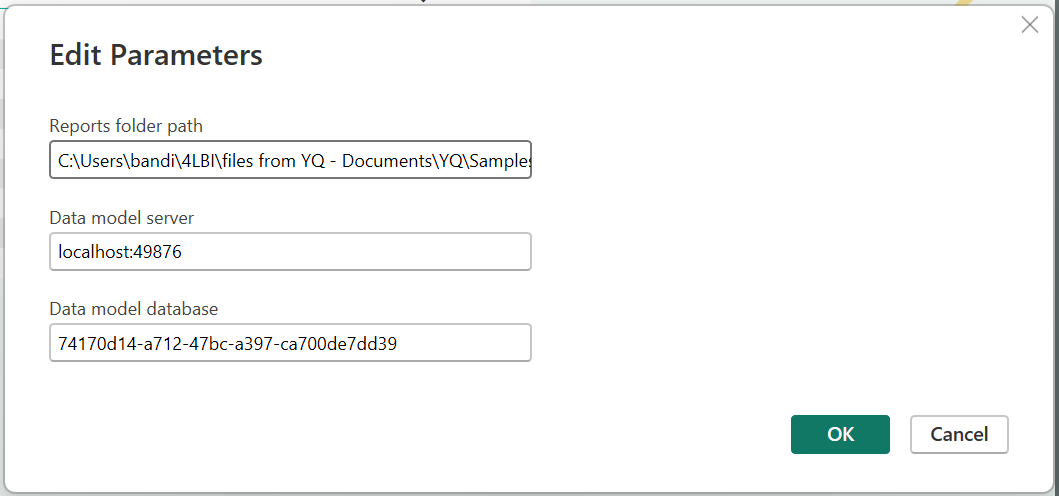 Edit Parameters
Reports folder path
C:\Users\bandi\4LBI\files from YQ - Documents\YQ\Samples
Data model server
localhost:49876
Data model database
74170d14-a712-47bc-a397-ca700de7dd39
OK
Cancel